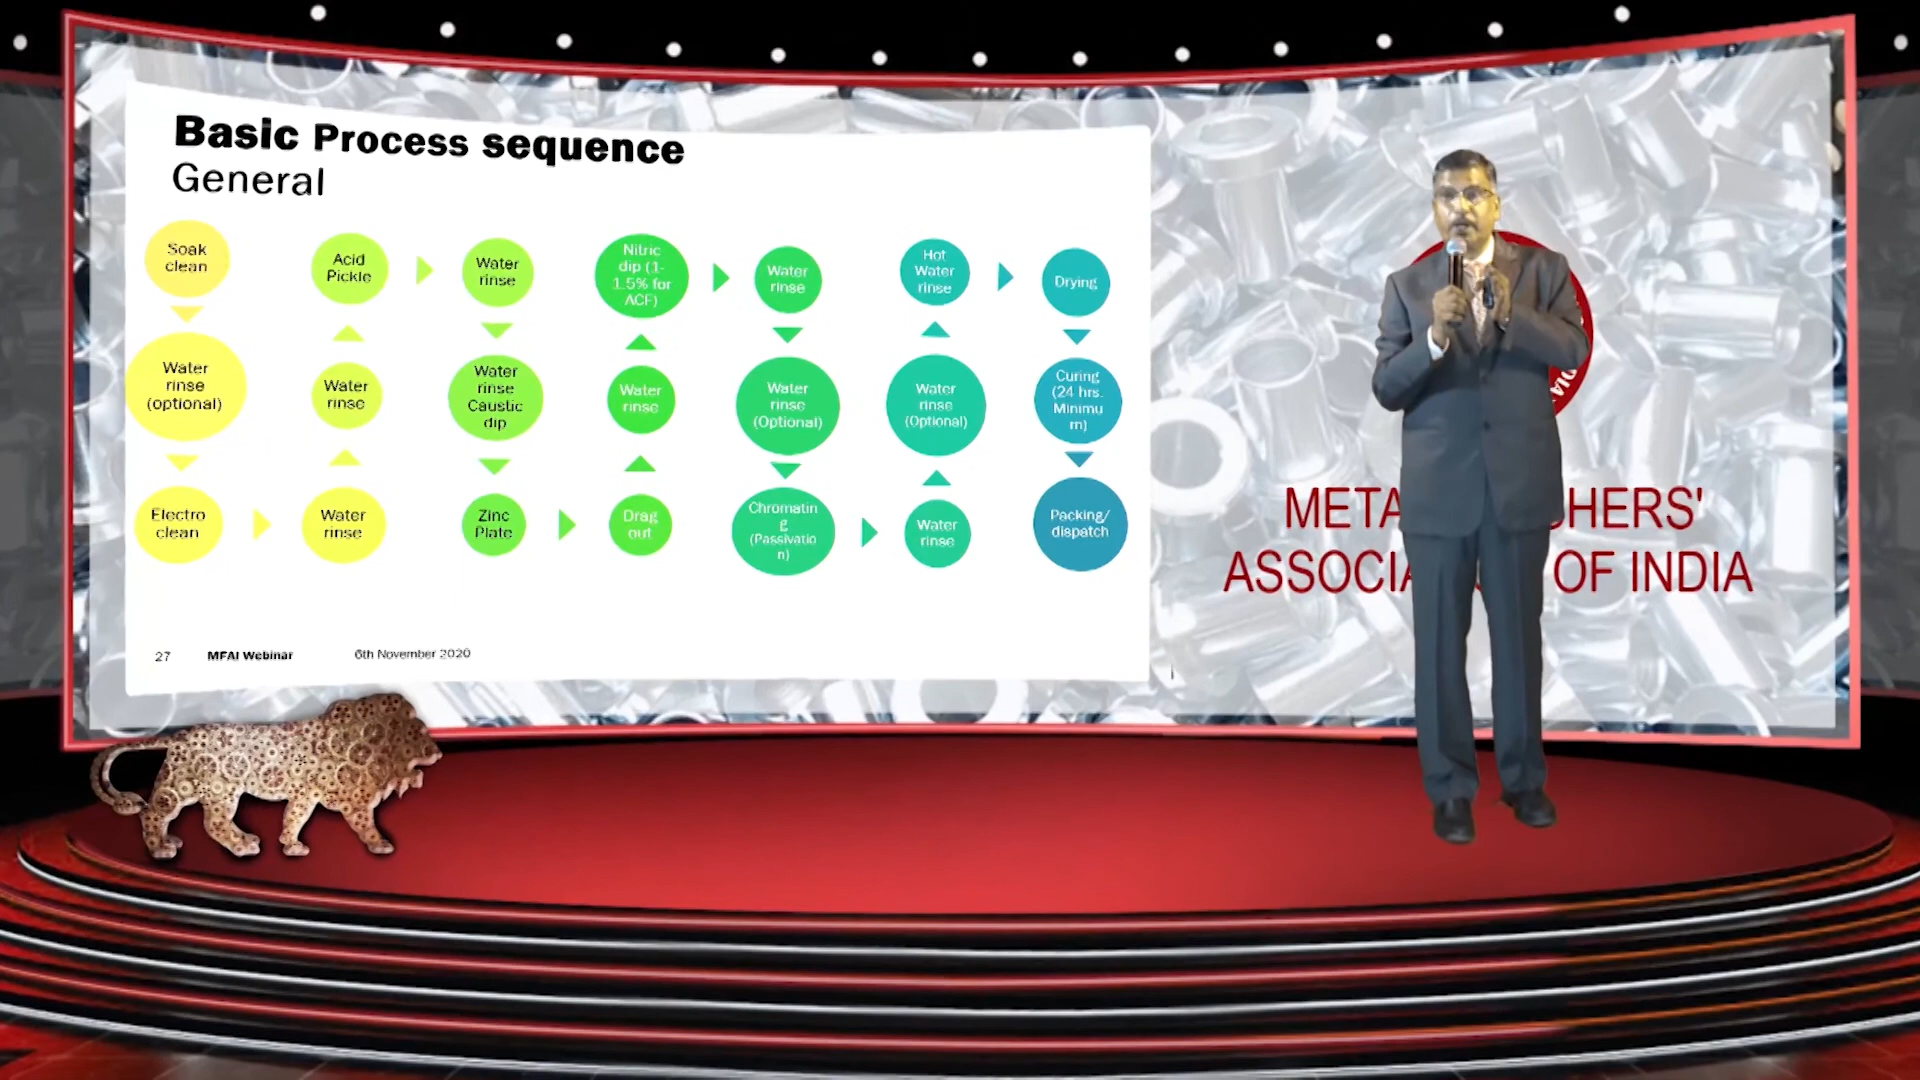 Basic Process sequence
General
Soak
clean
Water
rinse
(optional)
Electro
clean
Water
rinse
Water
rinse
Acid
Pickle
Water
rinse
Water
rinse
Caustic
dip
Zinc
Plate
Drag
out
Water
rinse
Nitric
dip (1-
1.5% for
ACF)
Water
rinse
Water
rinse
(Optional)
Chromatin
g
(Passivatio
n)
Water
rinse
Water
rinse
(Optional)
Hot
Water
rinse
Drying
Curing
(24 hrs.
Minimu
m)
Packing/
dispatch
27 MFAI Webinar 6th November 2020
META HERS'
ASSOCIA OF INDIA
DIA